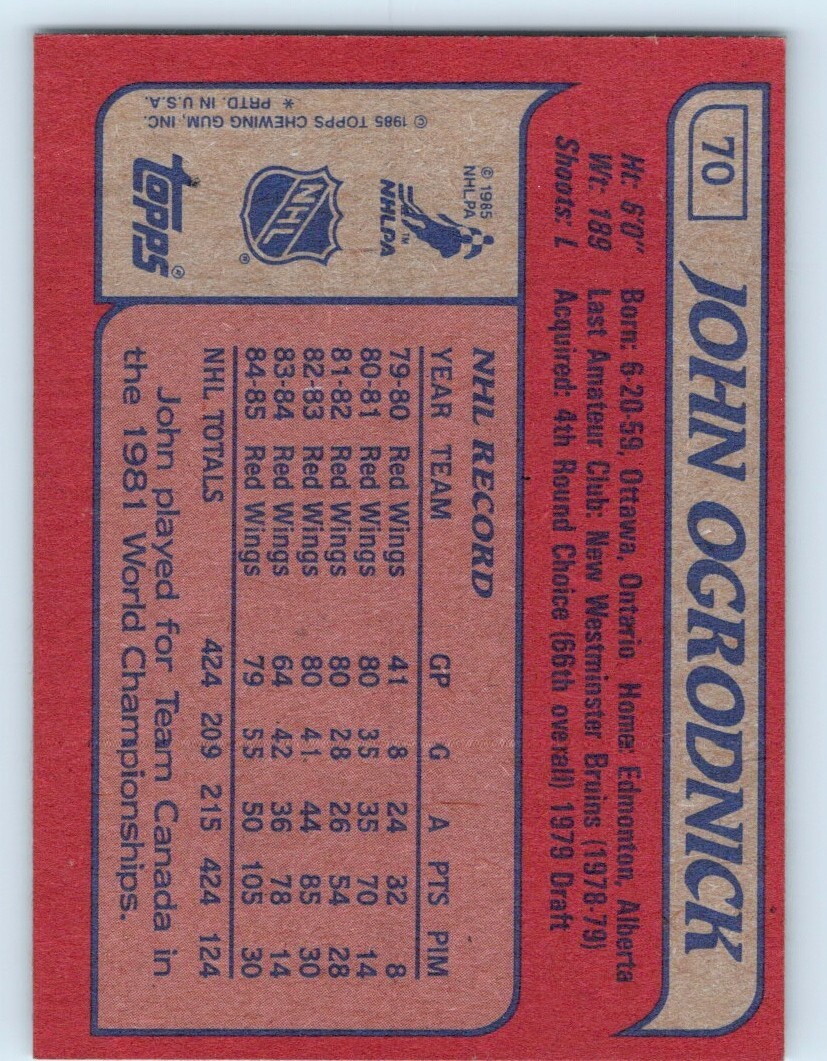 70
JOHN OGRODNICK
Ht: 6'0" Born: 6-20-59, Ottawa, Ontario Home: Edmonton, Alberta
Wt: 189 Last Amateur Club: New Westminster Bruins (1978-79)
Shoots: L Acquired: 4th Round Choice (66th overall) 1979 Draft
NHL RECORD
YEAR TEAM GP G A PTS PIM
79-80 Red Wings 41 8 24 32 8
80-81 Red Wings 80 35 35 70 14
81-82 Red Wings 80 28 26 54 28
82-83 Red Wings 80 41 44 85 30
83-84 Red Wings 64 42 36 78 14
84-85 Red Wings 79 55 50 105 30
NHL TOTALS 424 209 215 424 124
John played for Team Canada in
the 1981 World Championships.
© 1985
NHLPA
NHLPA™
NHL®
TOPPS®
© 1985 TOPPS CHEWING GUM, INC.
* PRTD. IN U.S.A.